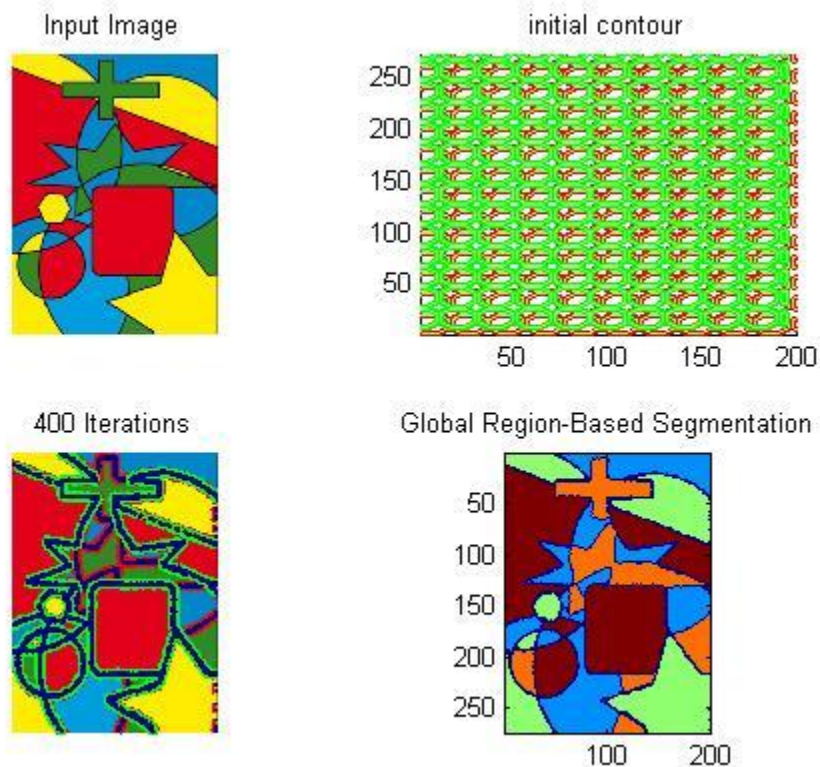 Input Image
initial contour
250
200
150
100
50
50 100 150 200
400 Iterations
Global Region-Based Segmentation
50
100
150
200
250
100 200